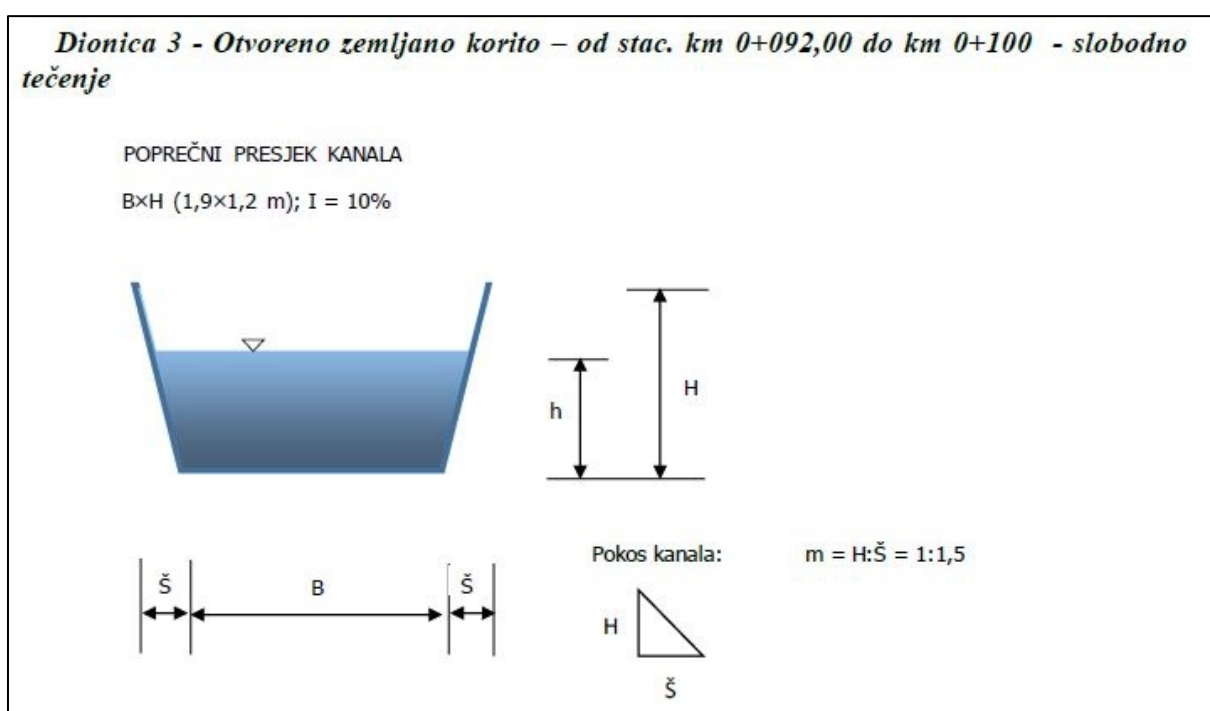 Dionica 3 - Otvoreno zemljano korito – od stac. km 0+092,00 do km 0+100 - slobodno
tečenje
POPREČNI PRESJEK KANALA
B×H (1,9×1,2 m); I = 10%
H
h
Pokos kanala: m = H:Š = 1:1,5
Š B Š
H
Š